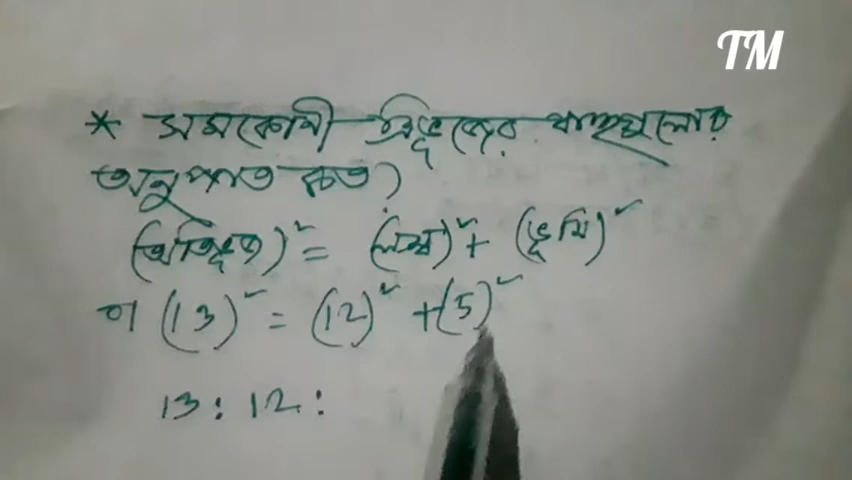 TM
* সমকোণী ত্রিভুজের বাহুগুলোর
অনুপাত কত?
(অতিভুজ)² = (লম্ব)² + (ভূমি)²
বা (13)² = (12)² + (5)²
13 : 12 :